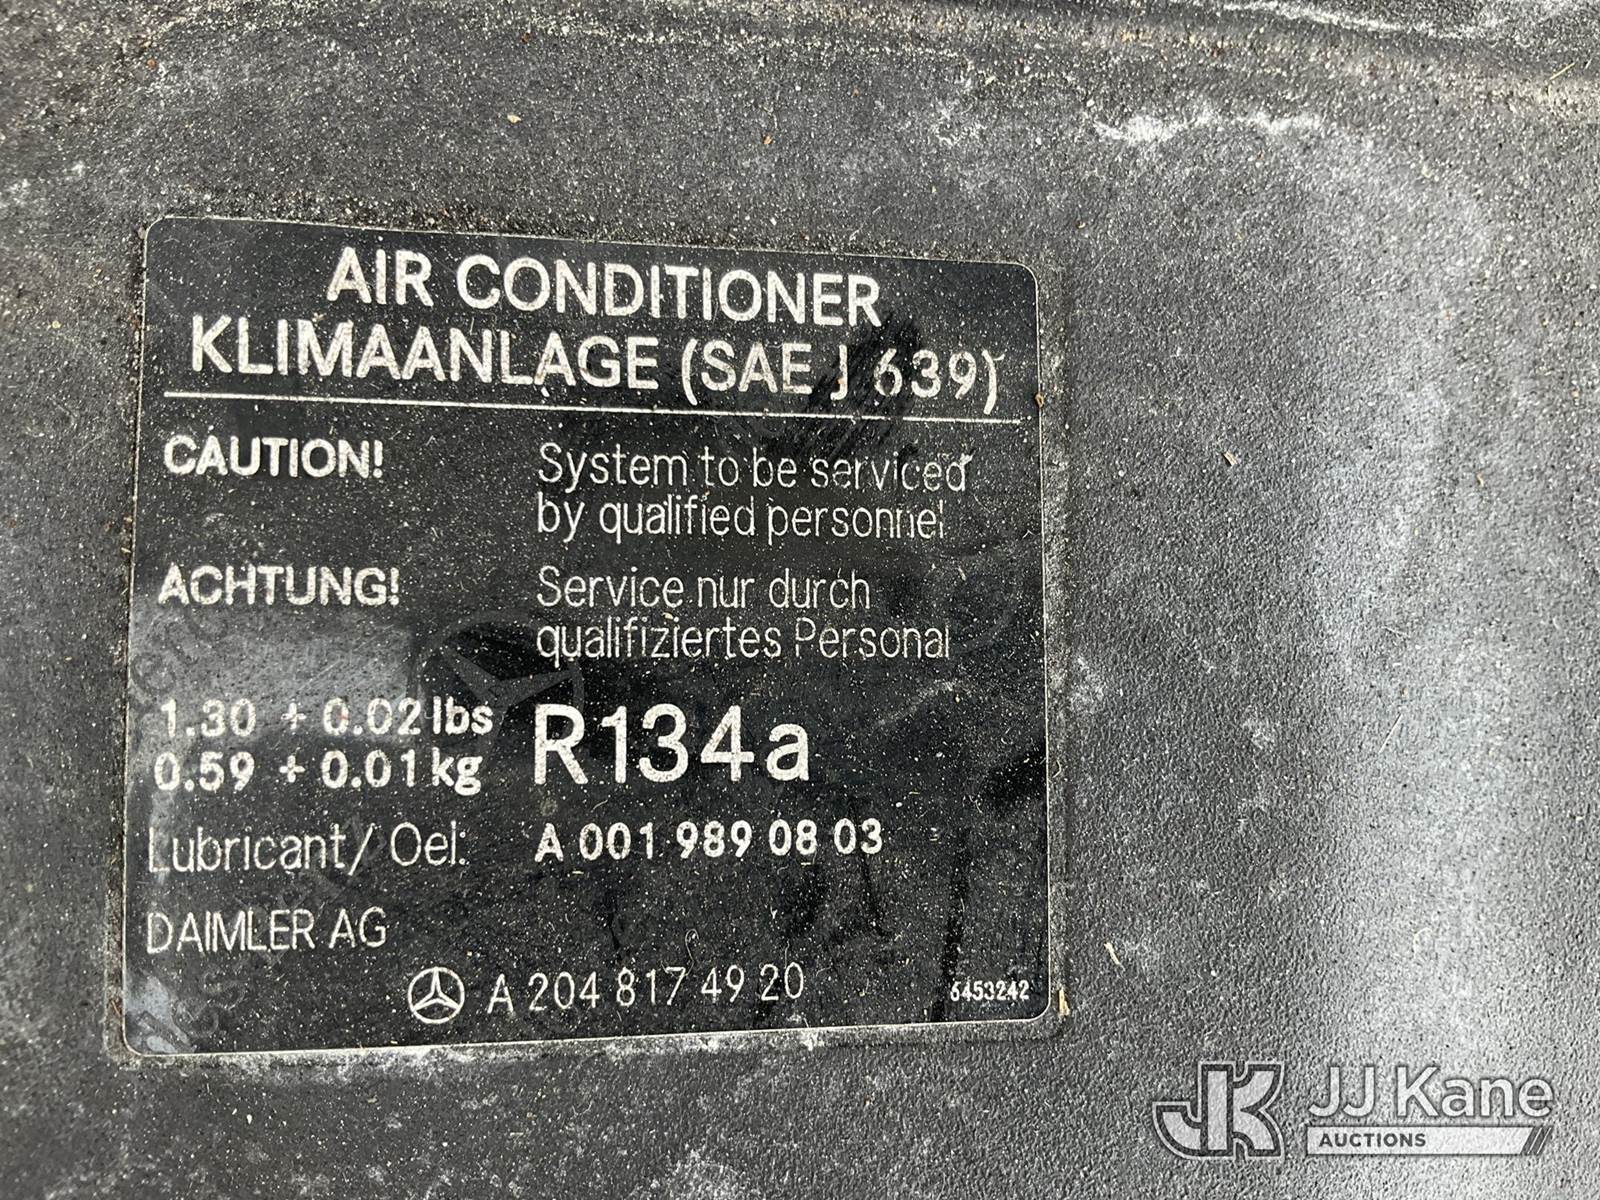 AIR CONDITIONER
KLIMAANLAGE (SAE J 639)
CAUTION! System to be serviced
by qualified personnel
ACHTUNG! Service nur durch
qualifiziertes Personal
1.30 + 0.02 lbs R134a
0.59 + 0.01 kg
Lubricant/Oel: A 001 989 08 03
DAIMLER AG
A 204 817 49 20 6453242
JK JJ Kane
AUCTIONS